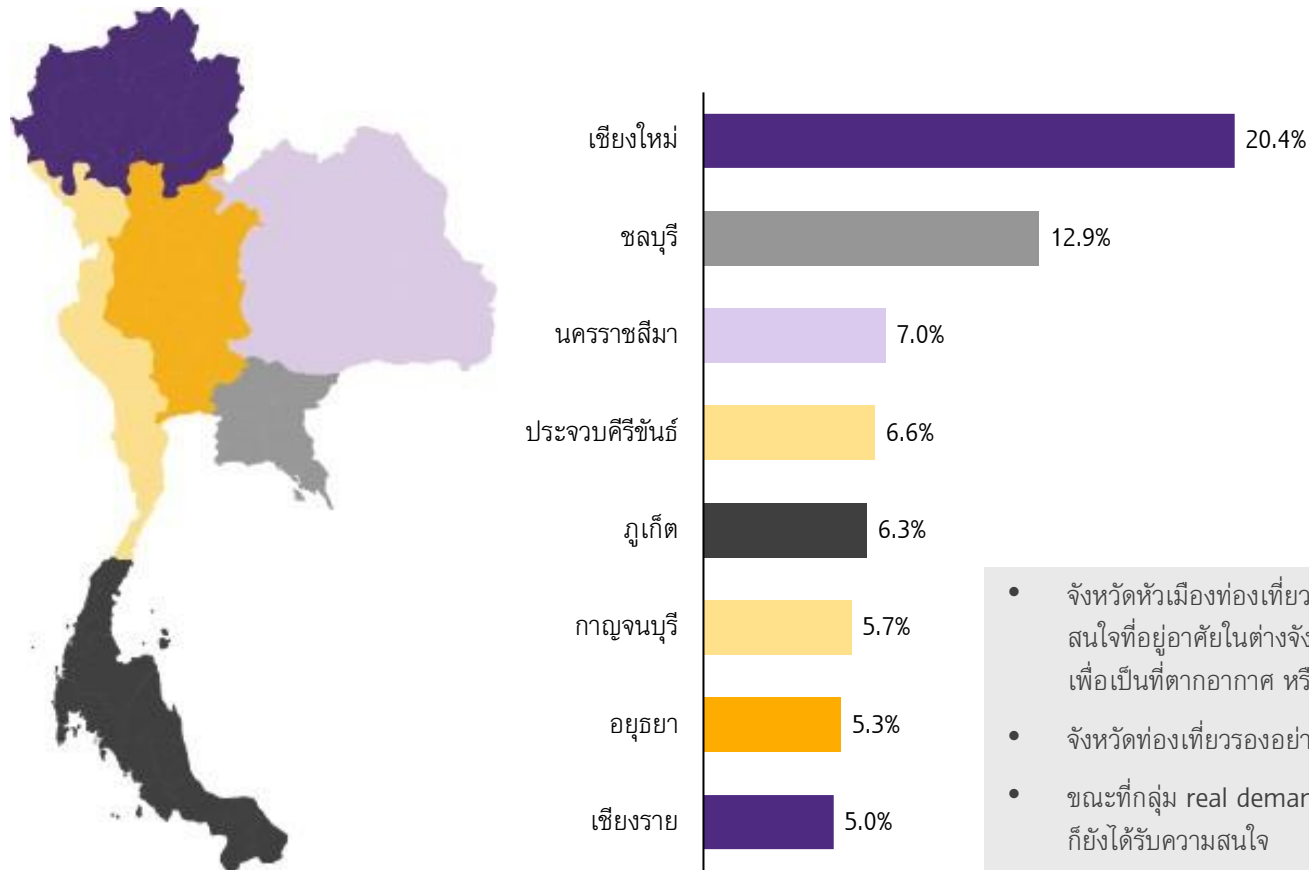 เชียงใหม่ 20.4%
ชลบุรี 12.9%
นครราชสีมา 7.0%
ประจวบคีรีขันธ์ 6.6%
ภูเก็ต 6.3%
กาญจนบุรี 5.7%
อยุธยา 5.3%
เชียงราย 5.0%
• จังหวัดหัวเมืองท่องเที่ยว
สนใจที่อยู่อาศัยในต่างจัง
เพื่อเป็นที่ตากอากาศ หรื
• จังหวัดท่องเที่ยวรองอย่า
• ขณะที่กลุ่ม real deman
ก็ยังได้รับความสนใจ